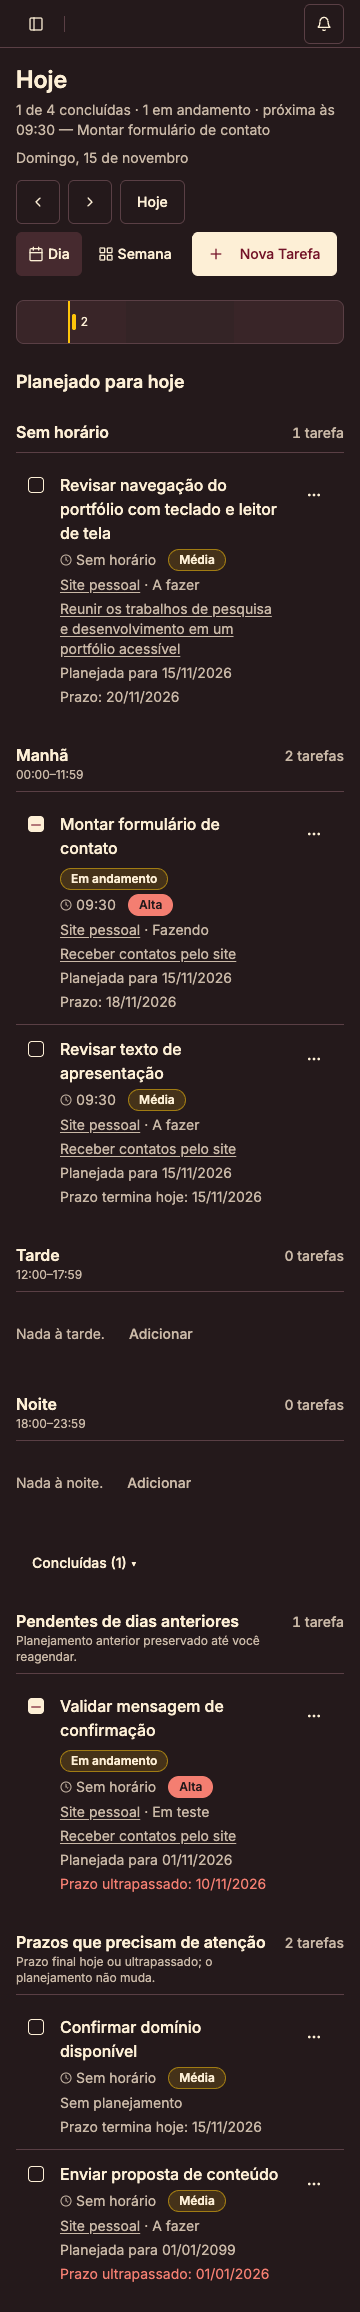 Hoje
1 de 4 concluídas · 1 em andamento · próxima às
09:30 — Montar formulário de contato
Domingo, 15 de novembro
Hoje
Dia
Semana
Nova Tarefa
2
Planejado para hoje
Sem horário
1 tarefa
Revisar navegação do
portfólio com teclado e leitor
de tela
Sem horário
Média
Site pessoal · A fazer
Reunir os trabalhos de pesquisa
e desenvolvimento em um
portfólio acessível
Planejada para 15/11/2026
Prazo: 20/11/2026
Manhã
2 tarefas
00:00–11:59
Montar formulário de
contato
Em andamento
09:30
Alta
Site pessoal · Fazendo
Receber contatos pelo site
Planejada para 15/11/2026
Prazo: 18/11/2026
Revisar texto de
apresentação
09:30
Média
Site pessoal · A fazer
Receber contatos pelo site
Planejada para 15/11/2026
Prazo termina hoje: 15/11/2026
Tarde
0 tarefas
12:00–17:59
Nada à tarde.
Adicionar
Noite
0 tarefas
18:00–23:59
Nada à noite.
Adicionar
Concluídas (1)
Pendentes de dias anteriores
1 tarefa
Planejamento anterior preservado até você
reagendar.
Validar mensagem de
confirmação
Em andamento
Sem horário
Alta
Site pessoal · Em teste
Receber contatos pelo site
Planejada para 01/11/2026
Prazo ultrapassado: 10/11/2026
Prazos que precisam de atenção
2 tarefas
Prazo final hoje ou ultrapassado; o
planejamento não muda.
Confirmar domínio
disponível
Sem horário
Média
Sem planejamento
Prazo termina hoje: 15/11/2026
Enviar proposta de conteúdo
Sem horário
Média
Site pessoal · A fazer
Planejada para 01/01/2099
Prazo ultrapassado: 01/01/2026